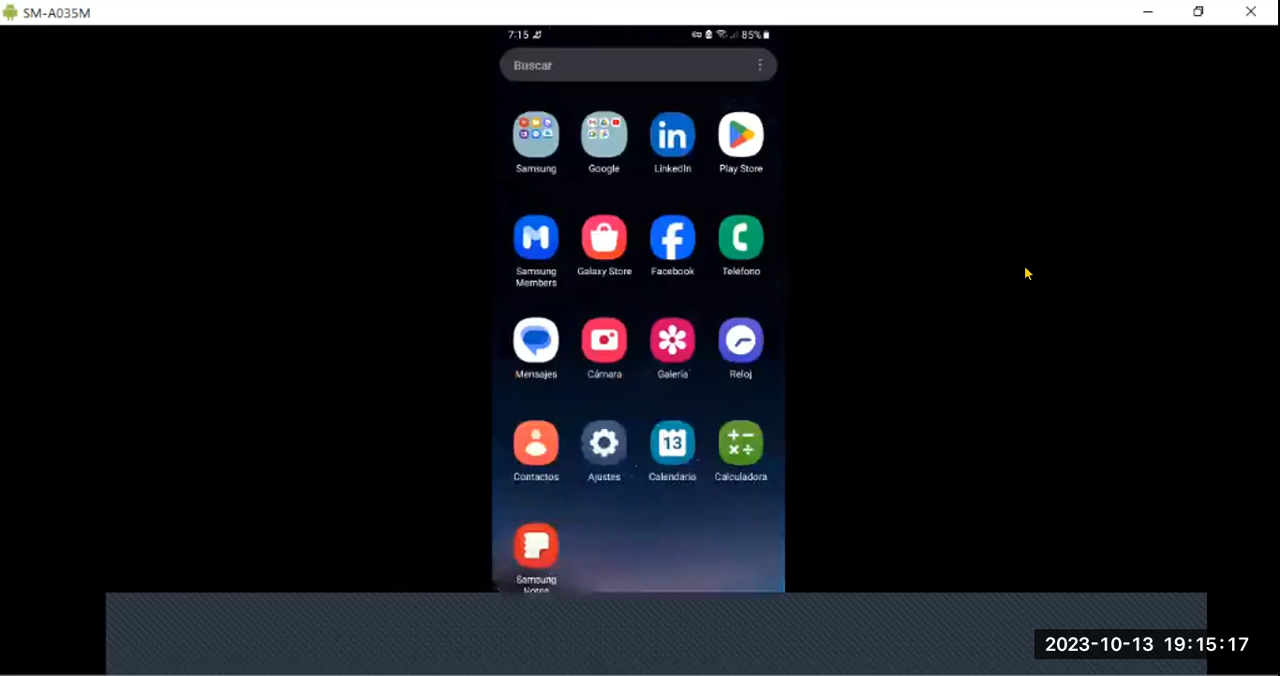 SM-A035M
7:15 85%
Buscar
Samsung Google LinkedIn Play Store
Samsung Members Galaxy Store Facebook Teléfono
Mensajes Cámara Galería Reloj
13
Contactos Ajustes Calendario Calculadora
Samsung
Notes
2023-10-13 19:15:17